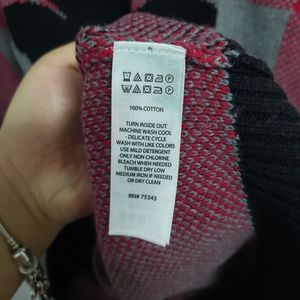 100% COTTON
TURN INSIDE OUT
MACHINE WASH COOL
- DELICATE CYCLE
WASH WITH LIKE COLORS
USE MILD DETERGENT
ONLY NON CHLORINE
BLEACH WHEN NEEDED
TUMBLE DRY LOW
MEDIUM IRON IF NEEDED
OR DRY CLEAN
RN# 75343